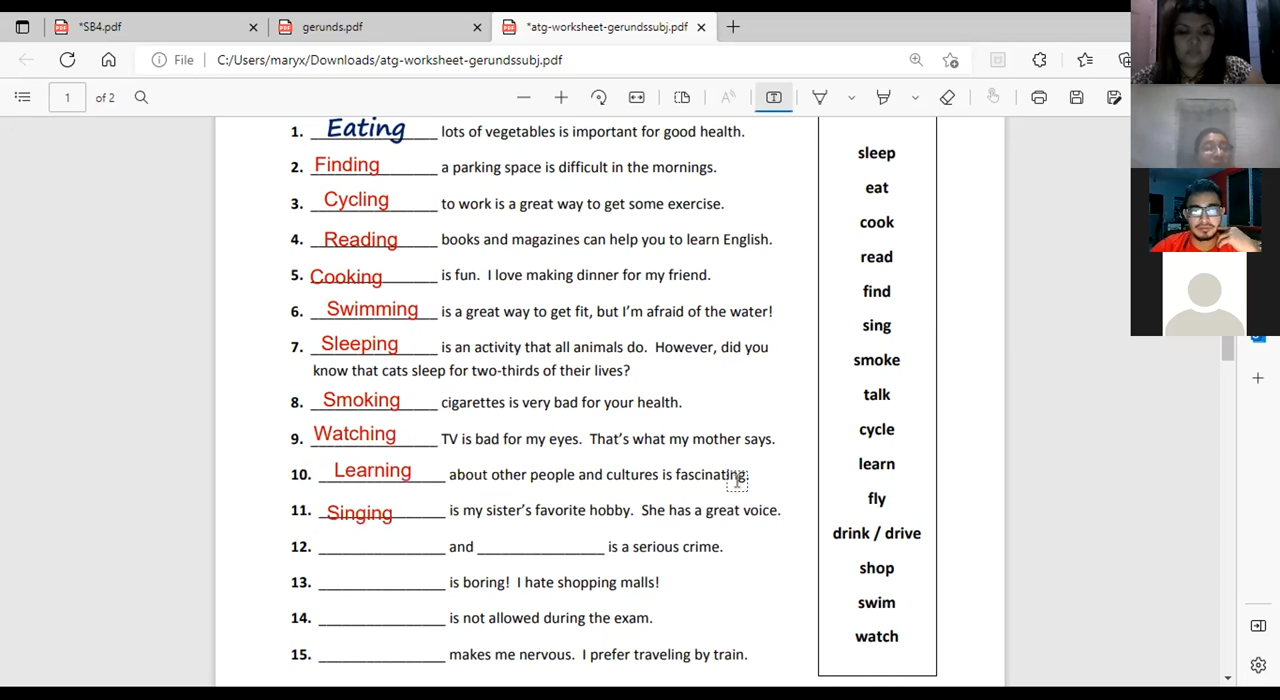 *SB4.pdf
gerunds.pdf
*atg-worksheet-gerundssubj.pdf
File C:/Users/maryx/Downloads/atg-worksheet-gerundssubj.pdf
1 of 2
1. Eating lots of vegetables is important for good health.
2. Finding a parking space is difficult in the mornings.
3. Cycling to work is a great way to get some exercise.
4. Reading books and magazines can help you to learn English.
5. Cooking is fun. I love making dinner for my friend.
6. Swimming is a great way to get fit, but I'm afraid of the water!
7. Sleeping is an activity that all animals do. However, did you
know that cats sleep for two-thirds of their lives?
8. Smoking cigarettes is very bad for your health.
9. Watching TV is bad for my eyes. That's what my mother says.
10. Learning about other people and cultures is fascinating.
11. Singing is my sister's favorite hobby. She has a great voice.
12. _______________ and _______________ is a serious crime.
13. _______________ is boring! I hate shopping malls!
14. _______________ is not allowed during the exam.
15. _______________ makes me nervous. I prefer traveling by train.
sleep
eat
cook
read
find
sing
smoke
talk
cycle
learn
fly
drink / drive
shop
swim
watch